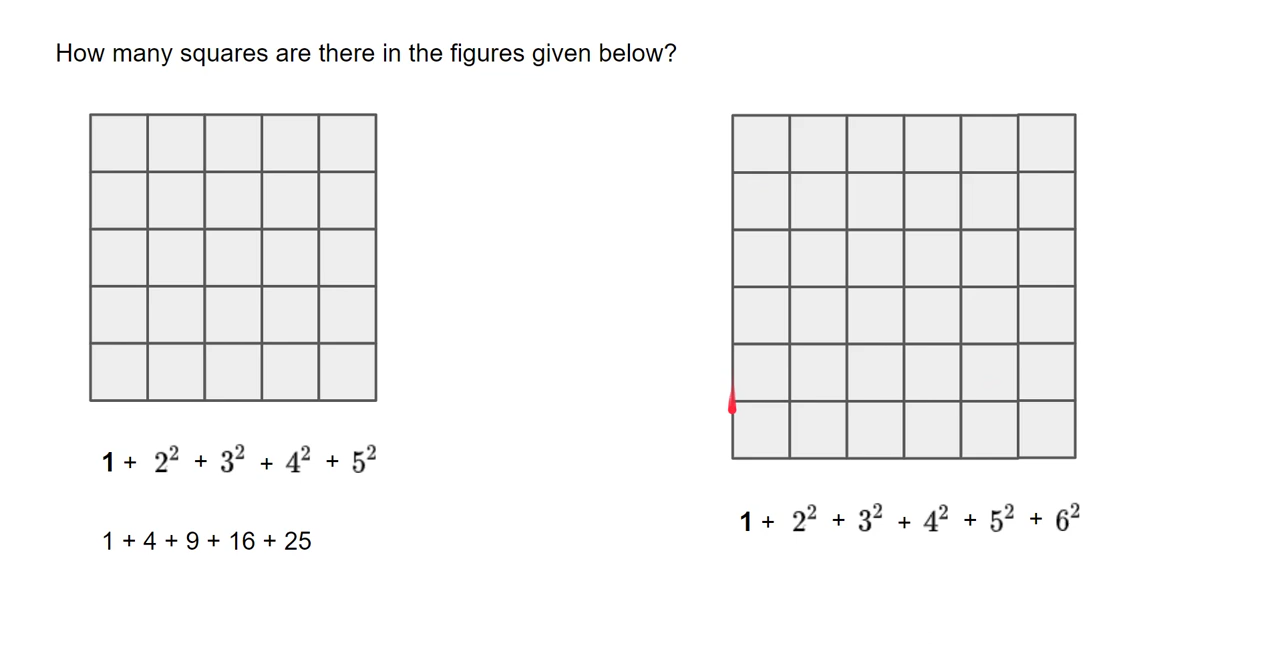 How many squares are there in the figures given below?
1 + 2² + 3² + 4² + 5²
1 + 4 + 9 + 16 + 25
1 + 2² + 3² + 4² + 5² + 6²